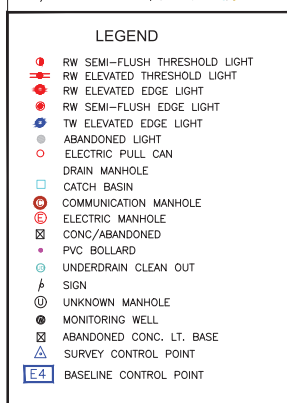 LEGEND
RW SEMI-FLUSH THRESHOLD LIGHT
RW ELEVATED THRESHOLD LIGHT
RW ELEVATED EDGE LIGHT
RW SEMI-FLUSH EDGE LIGHT
TW ELEVATED EDGE LIGHT
ABANDONED LIGHT
ELECTRIC PULL CAN
DRAIN MANHOLE
CATCH BASIN
C COMMUNICATION MANHOLE
E ELECTRIC MANHOLE
CONC/ABANDONED
PVC BOLLARD
UNDERDRAIN CLEAN OUT
SIGN
U UNKNOWN MANHOLE
MONITORING WELL
ABANDONED CONC. LT. BASE
SURVEY CONTROL POINT
E4 BASELINE CONTROL POINT